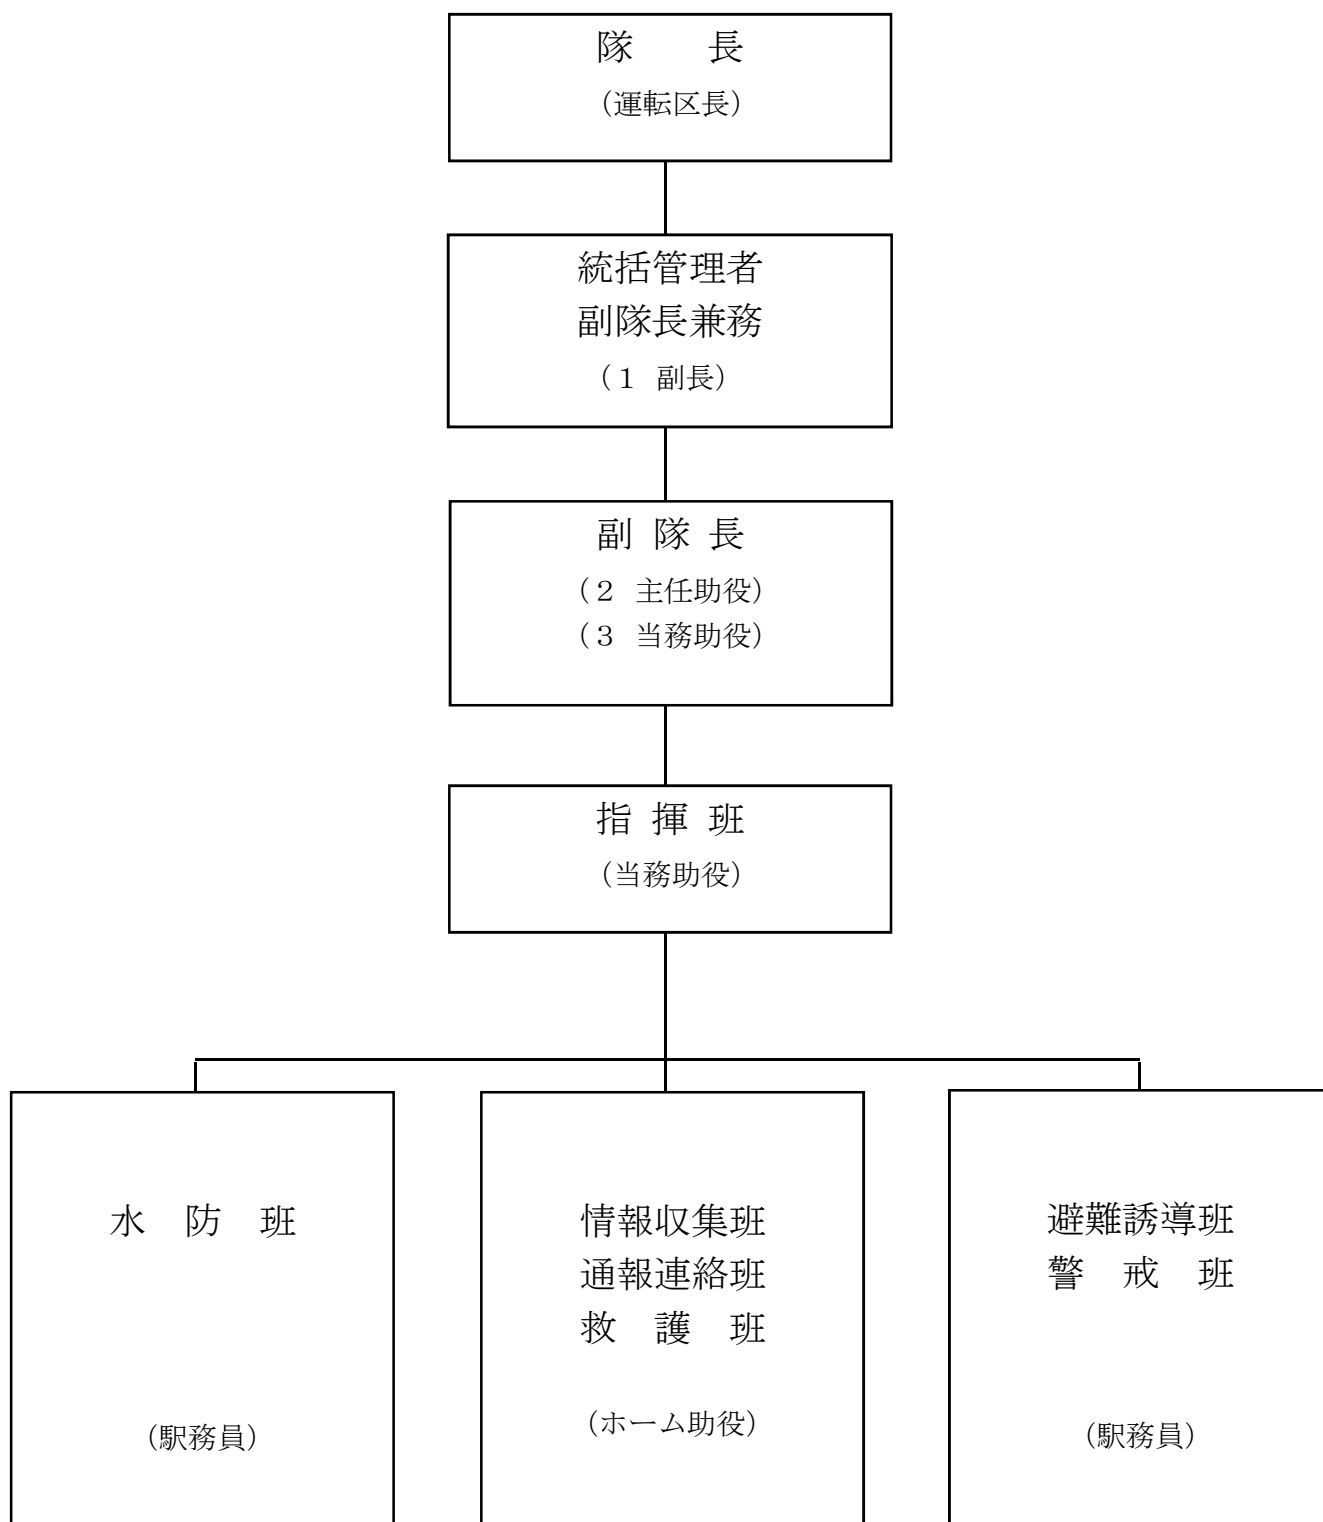 隊　　長
（運転区長）
統括管理者
副隊長兼務
（１ 副長）
副 隊 長
（２ 主任助役）
（３ 当務助役）
指 揮 班
（当務助役）
水　防　班
（駅務員）
情報収集班
通報連絡班
救　護　班
（ホーム助役）
避難誘導班
警　戒　班
（駅務員）